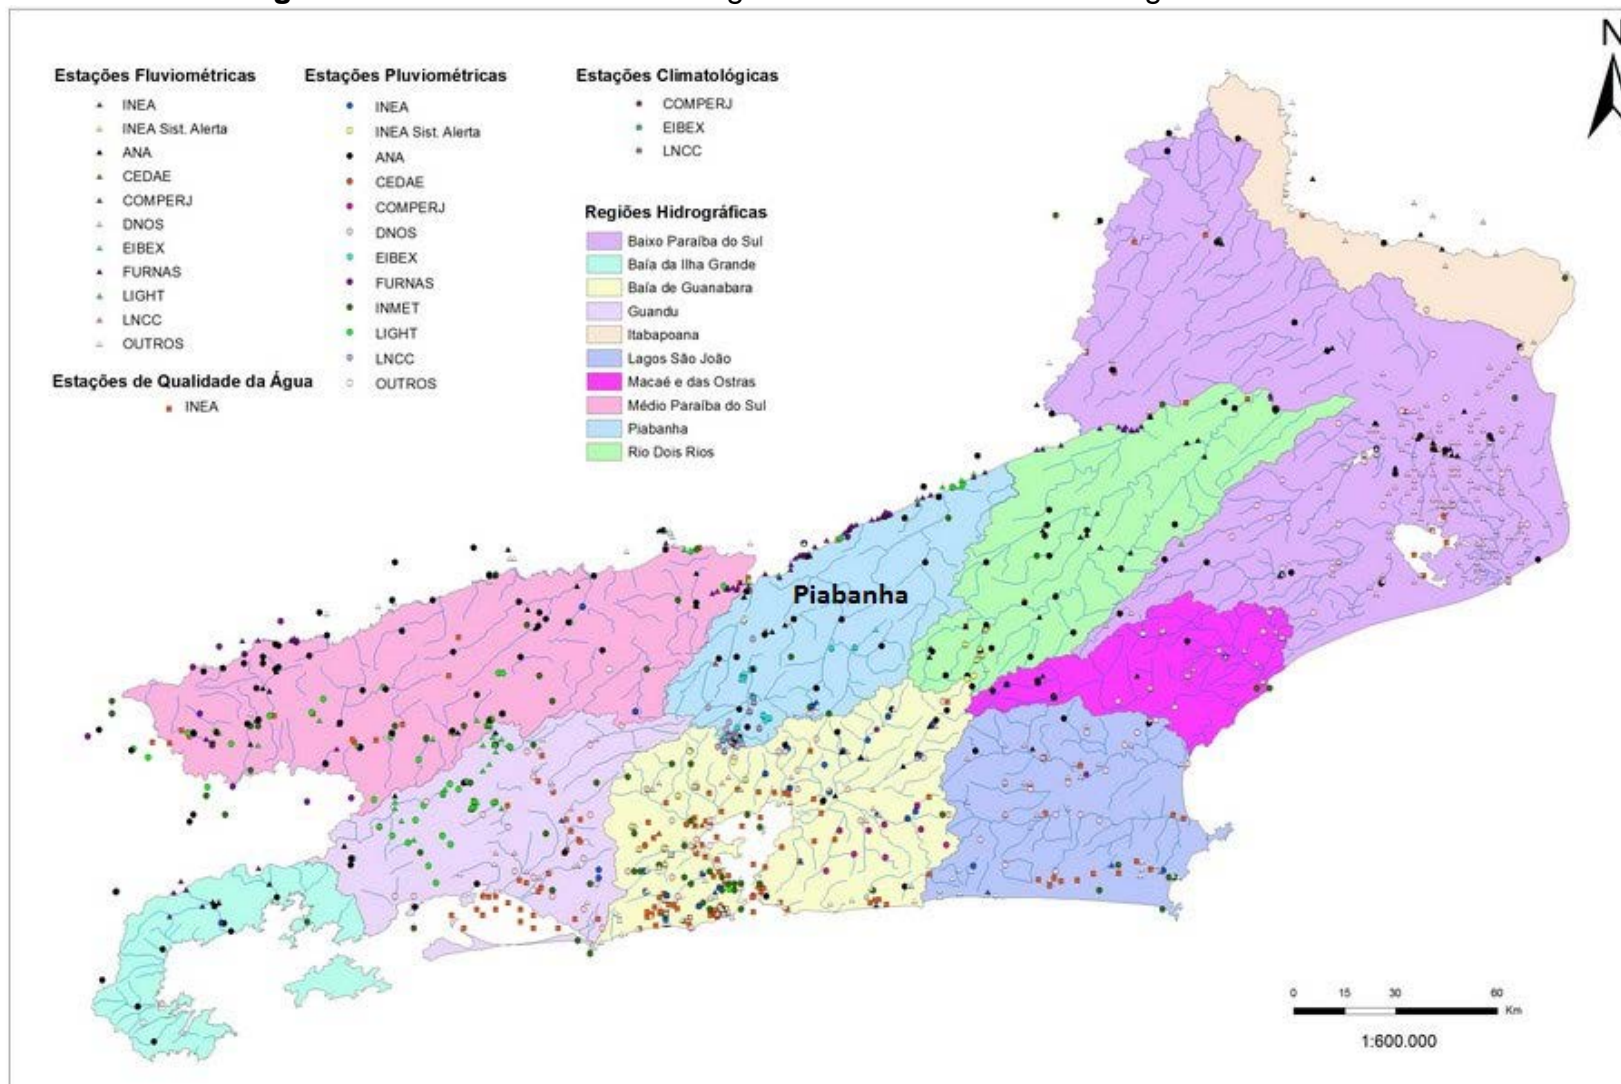 N
Estações Fluviométricas
INEA
INEA Sist. Alerta
ANA
CEDAE
COMPERJ
DNOS
EIBEX
FURNAS
LIGHT
LNCC
OUTROS
Estações de Qualidade da Água
INEA
Estações Pluviométricas
INEA
INEA Sist. Alerta
ANA
CEDAE
COMPERJ
DNOS
EIBEX
FURNAS
INMET
LIGHT
LNCC
OUTROS
Estações Climatológicas
COMPERJ
EIBEX
LNCC
Regiões Hidrográficas
Baixo Paraíba do Sul
Baía da Ilha Grande
Baía de Guanabara
Guandu
Itabapoana
Lagos São João
Macaé e das Ostras
Médio Paraíba do Sul
Piabanha
Rio Dois Rios
Piabanha
0 15 30 60
Km
1:600.000